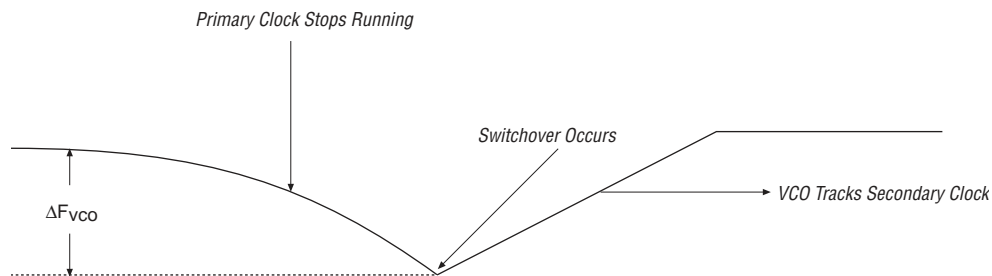 Primary Clock Stops Running
Switchover Occurs
VCO Tracks Secondary Clock
ΔFVCO